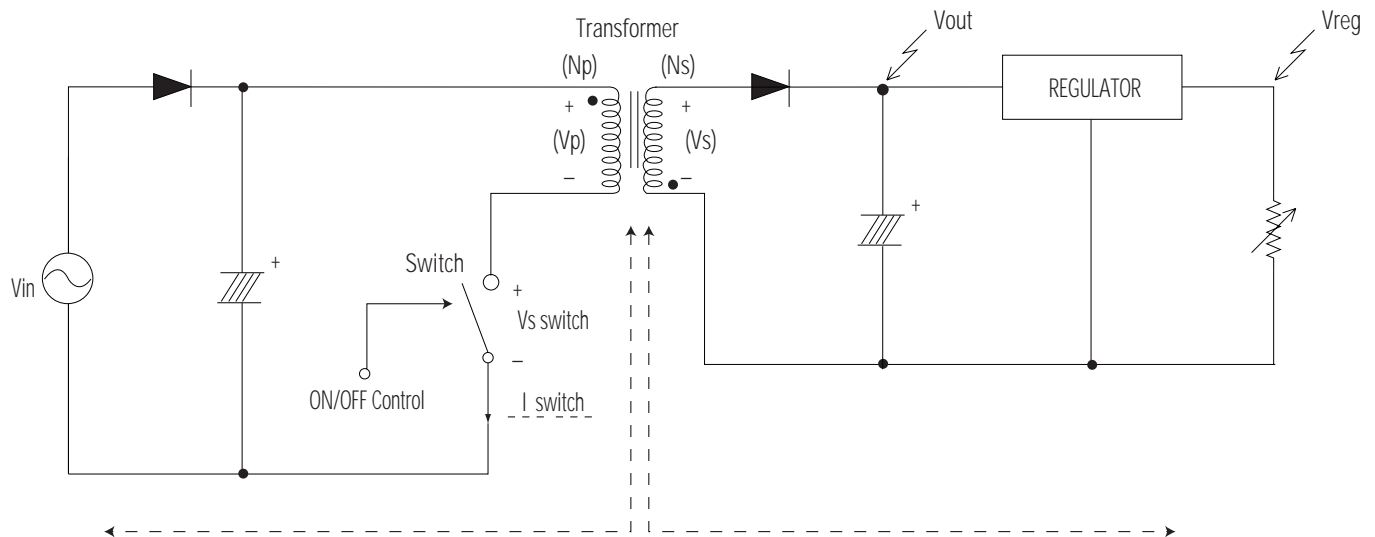 Transformer
(Np)
(Ns)
Vout
Vreg
REGULATOR
+
+
(Vp)
(Vs)
–
–
+
+
Vin
Switch
+
Vs switch
–
ON/OFF Control
I switch